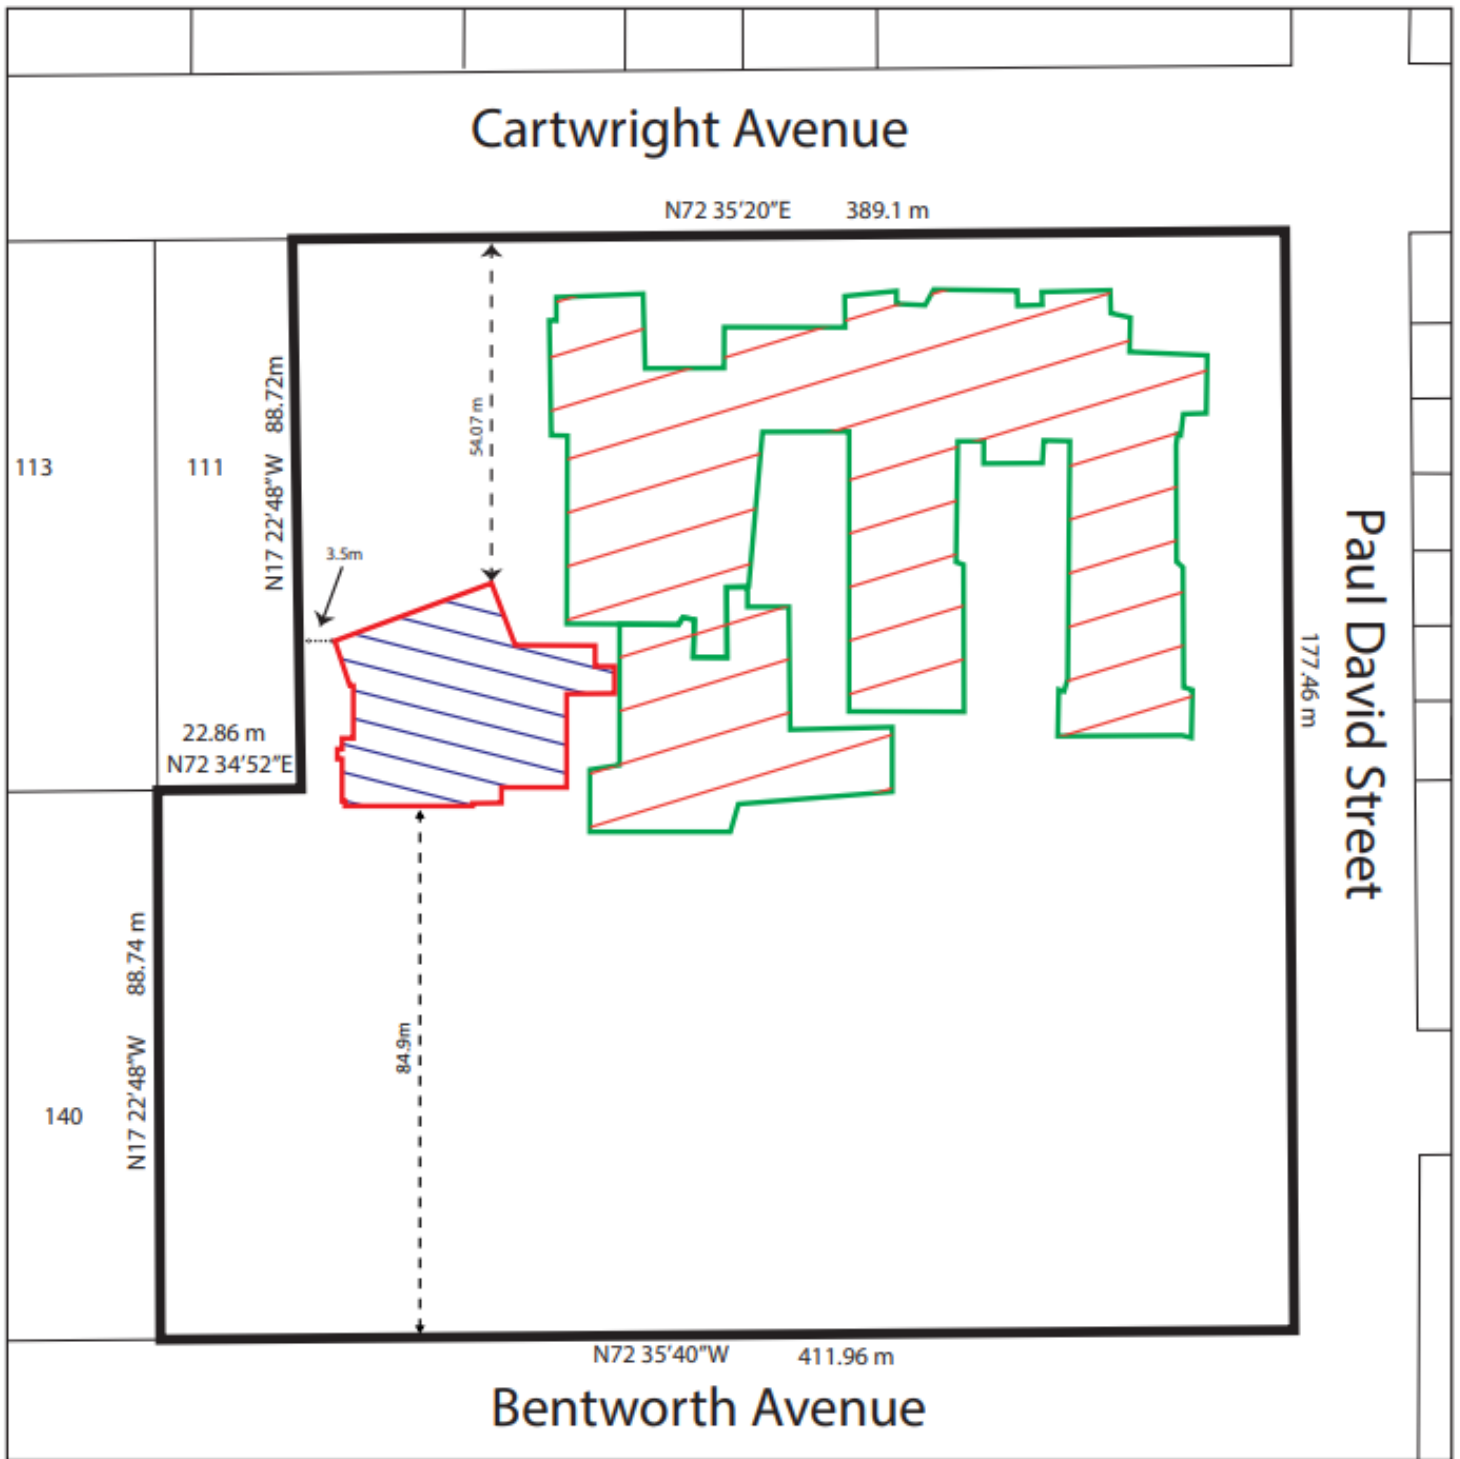 Cartwright Avenue
N72 35'20"E 389.1 m
N17 22'48"W 88.72m
54.07 m
113
111
3.5m
Paul David Street
177.46 m
22.86 m
N72 34'52"E
N17 22'48"W 88.74 m
84.9m
140
N72 35'40"W 411.96 m
Bentworth Avenue